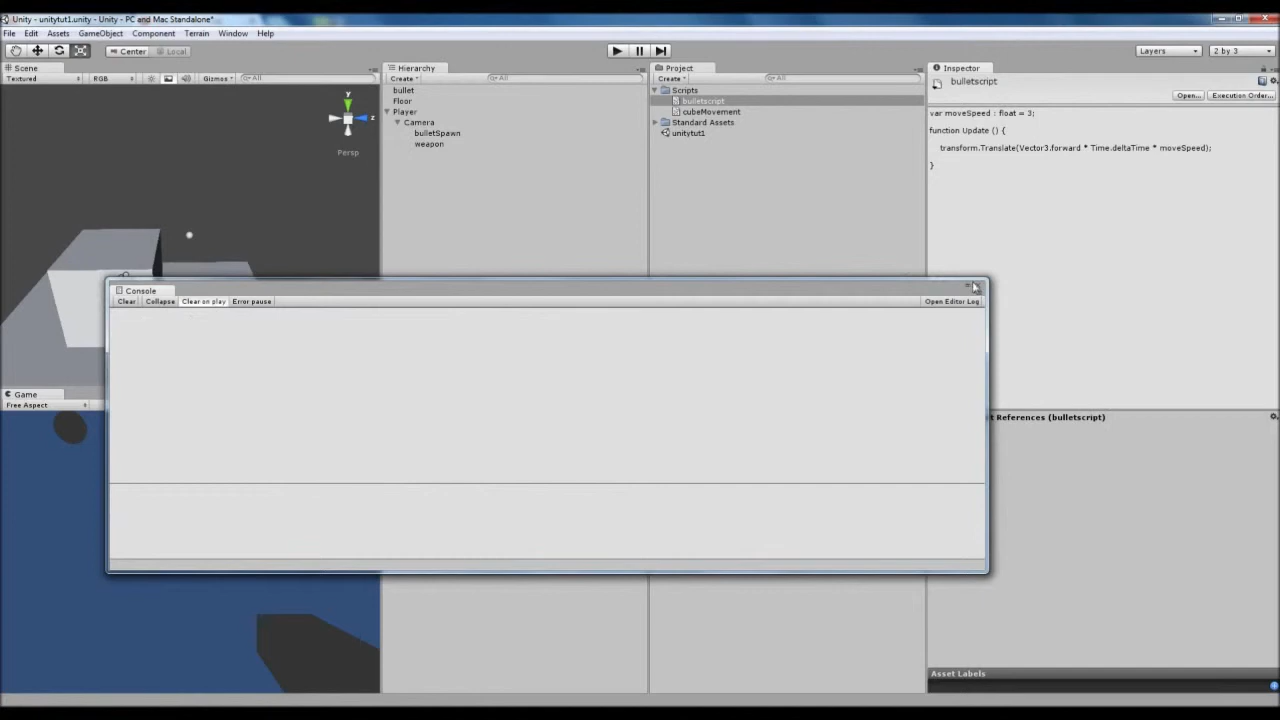 Unity - unitytut1.unity - Unity - PC and Mac Standalone*
File Edit Assets GameObject Component Terrain Window Help
Center Local
Layers 2 by 3
Scene
Textured RGB Gizmos All
y
z
Persp
Hierarchy
Create All
bullet
Floor
Player
Camera
bulletSpawn
weapon
Project
Create All
Scripts
bulletscript
cubeMovement
Standard Assets
unitytut1
Inspector
bulletscript
Open... Execution Order...
var moveSpeed : float = 3;
function Update () {
transform.Translate(Vector3.forward * Time.deltaTime * moveSpeed);
}
Console
Clear Collapse Clear on play Error pause Open Editor Log
Game
Free Aspect
References (bulletscript)
Asset Labels